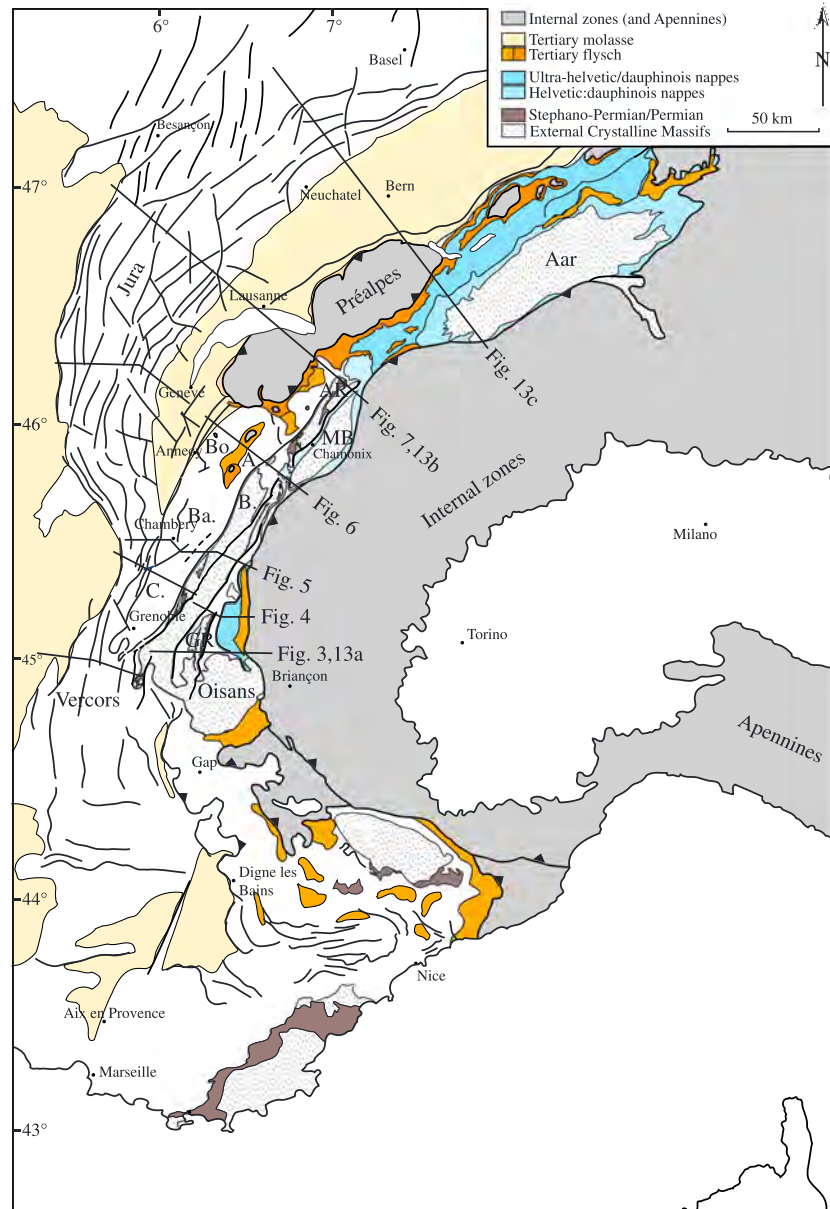 6°
7°
Basel
Internal zones (and Apennines)
Tertiary molasse
Tertiary flysch
Ultra-helvetic/dauphinois nappes
Helvetic:dauphinois nappes
Stephano-Permian/Permian
External Crystalline Massifs
N
50 km
Besançon
47°
Neuchatel
Bern
Jura
Aar
Préalpes
Lausanne
Fig. 13c
Genève
AR
46°
Fig. 7,13b
Bo
MB
Annecy
A
Chamonix
Internal zones
B.
Ba.
Fig. 6
Chambery
Milano
Fig. 5
C.
Grenoble
Fig. 4
GR
Torino
45°
Fig. 3,13a
Briançon
Vercors
Oisans
Apennines
Gap
Digne les
Bains
44°
Nice
Aix en Provence
Marseille
43°